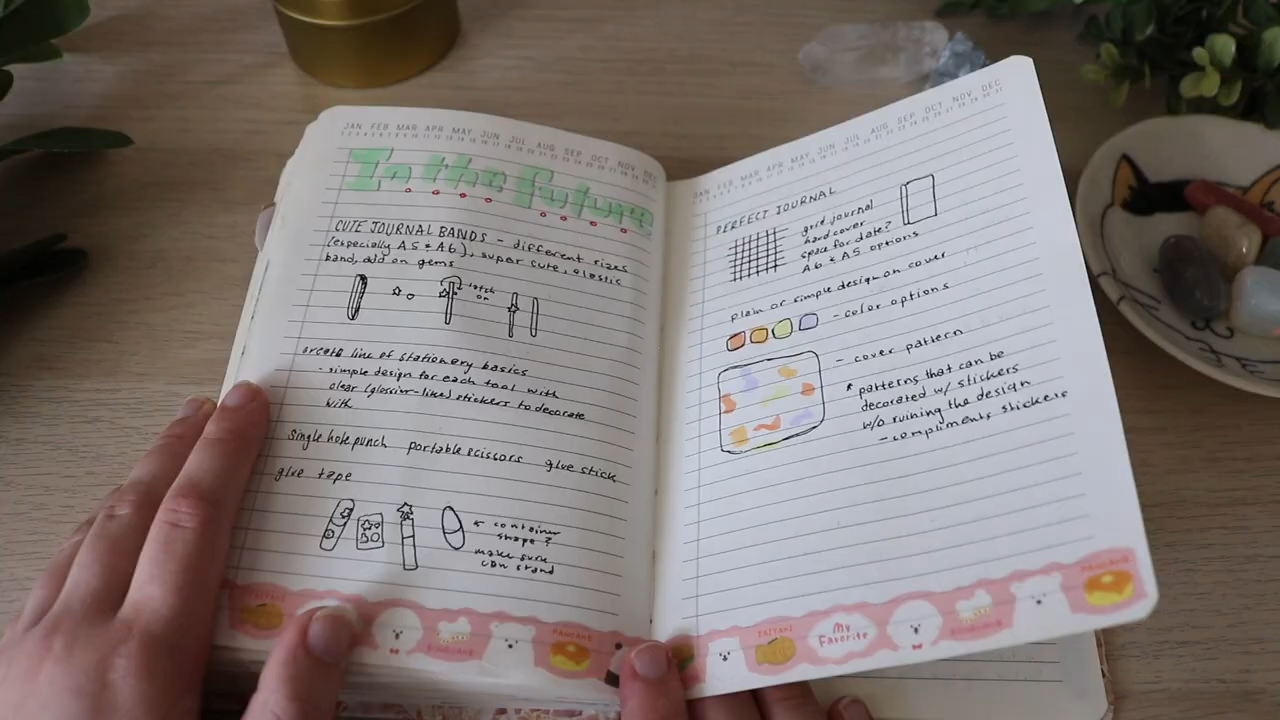 JAN FEB MAR APR MAY JUN JUL AUG SEP OCT NOV DEC
In the future
CUTE JOURNAL BANDS - different sizes
(especially A5 & A6), super cute, elastic
band, add on gems
latch
on
create line of stationery basics
- simple design for each tool with
clear (glossier-like) stickers to decorate
with
single hole punch portable scissors glue stick
glue tape
container
shape?
make sure
can stand
TAIYAKI
PANCAKE
JAN FEB MAR APR MAY JUN JUL AUG SEP OCT NOV DEC
PERFECT JOURNAL
grid journal
hard cover
space for date?
A6 & A5 options
plain or simple design on cover
- color options
- cover pattern
* patterns that can be
decorated w/ stickers
w/o ruining the design
- compliments stickers
TAIYAKI
My
Favorite
PANCAKE